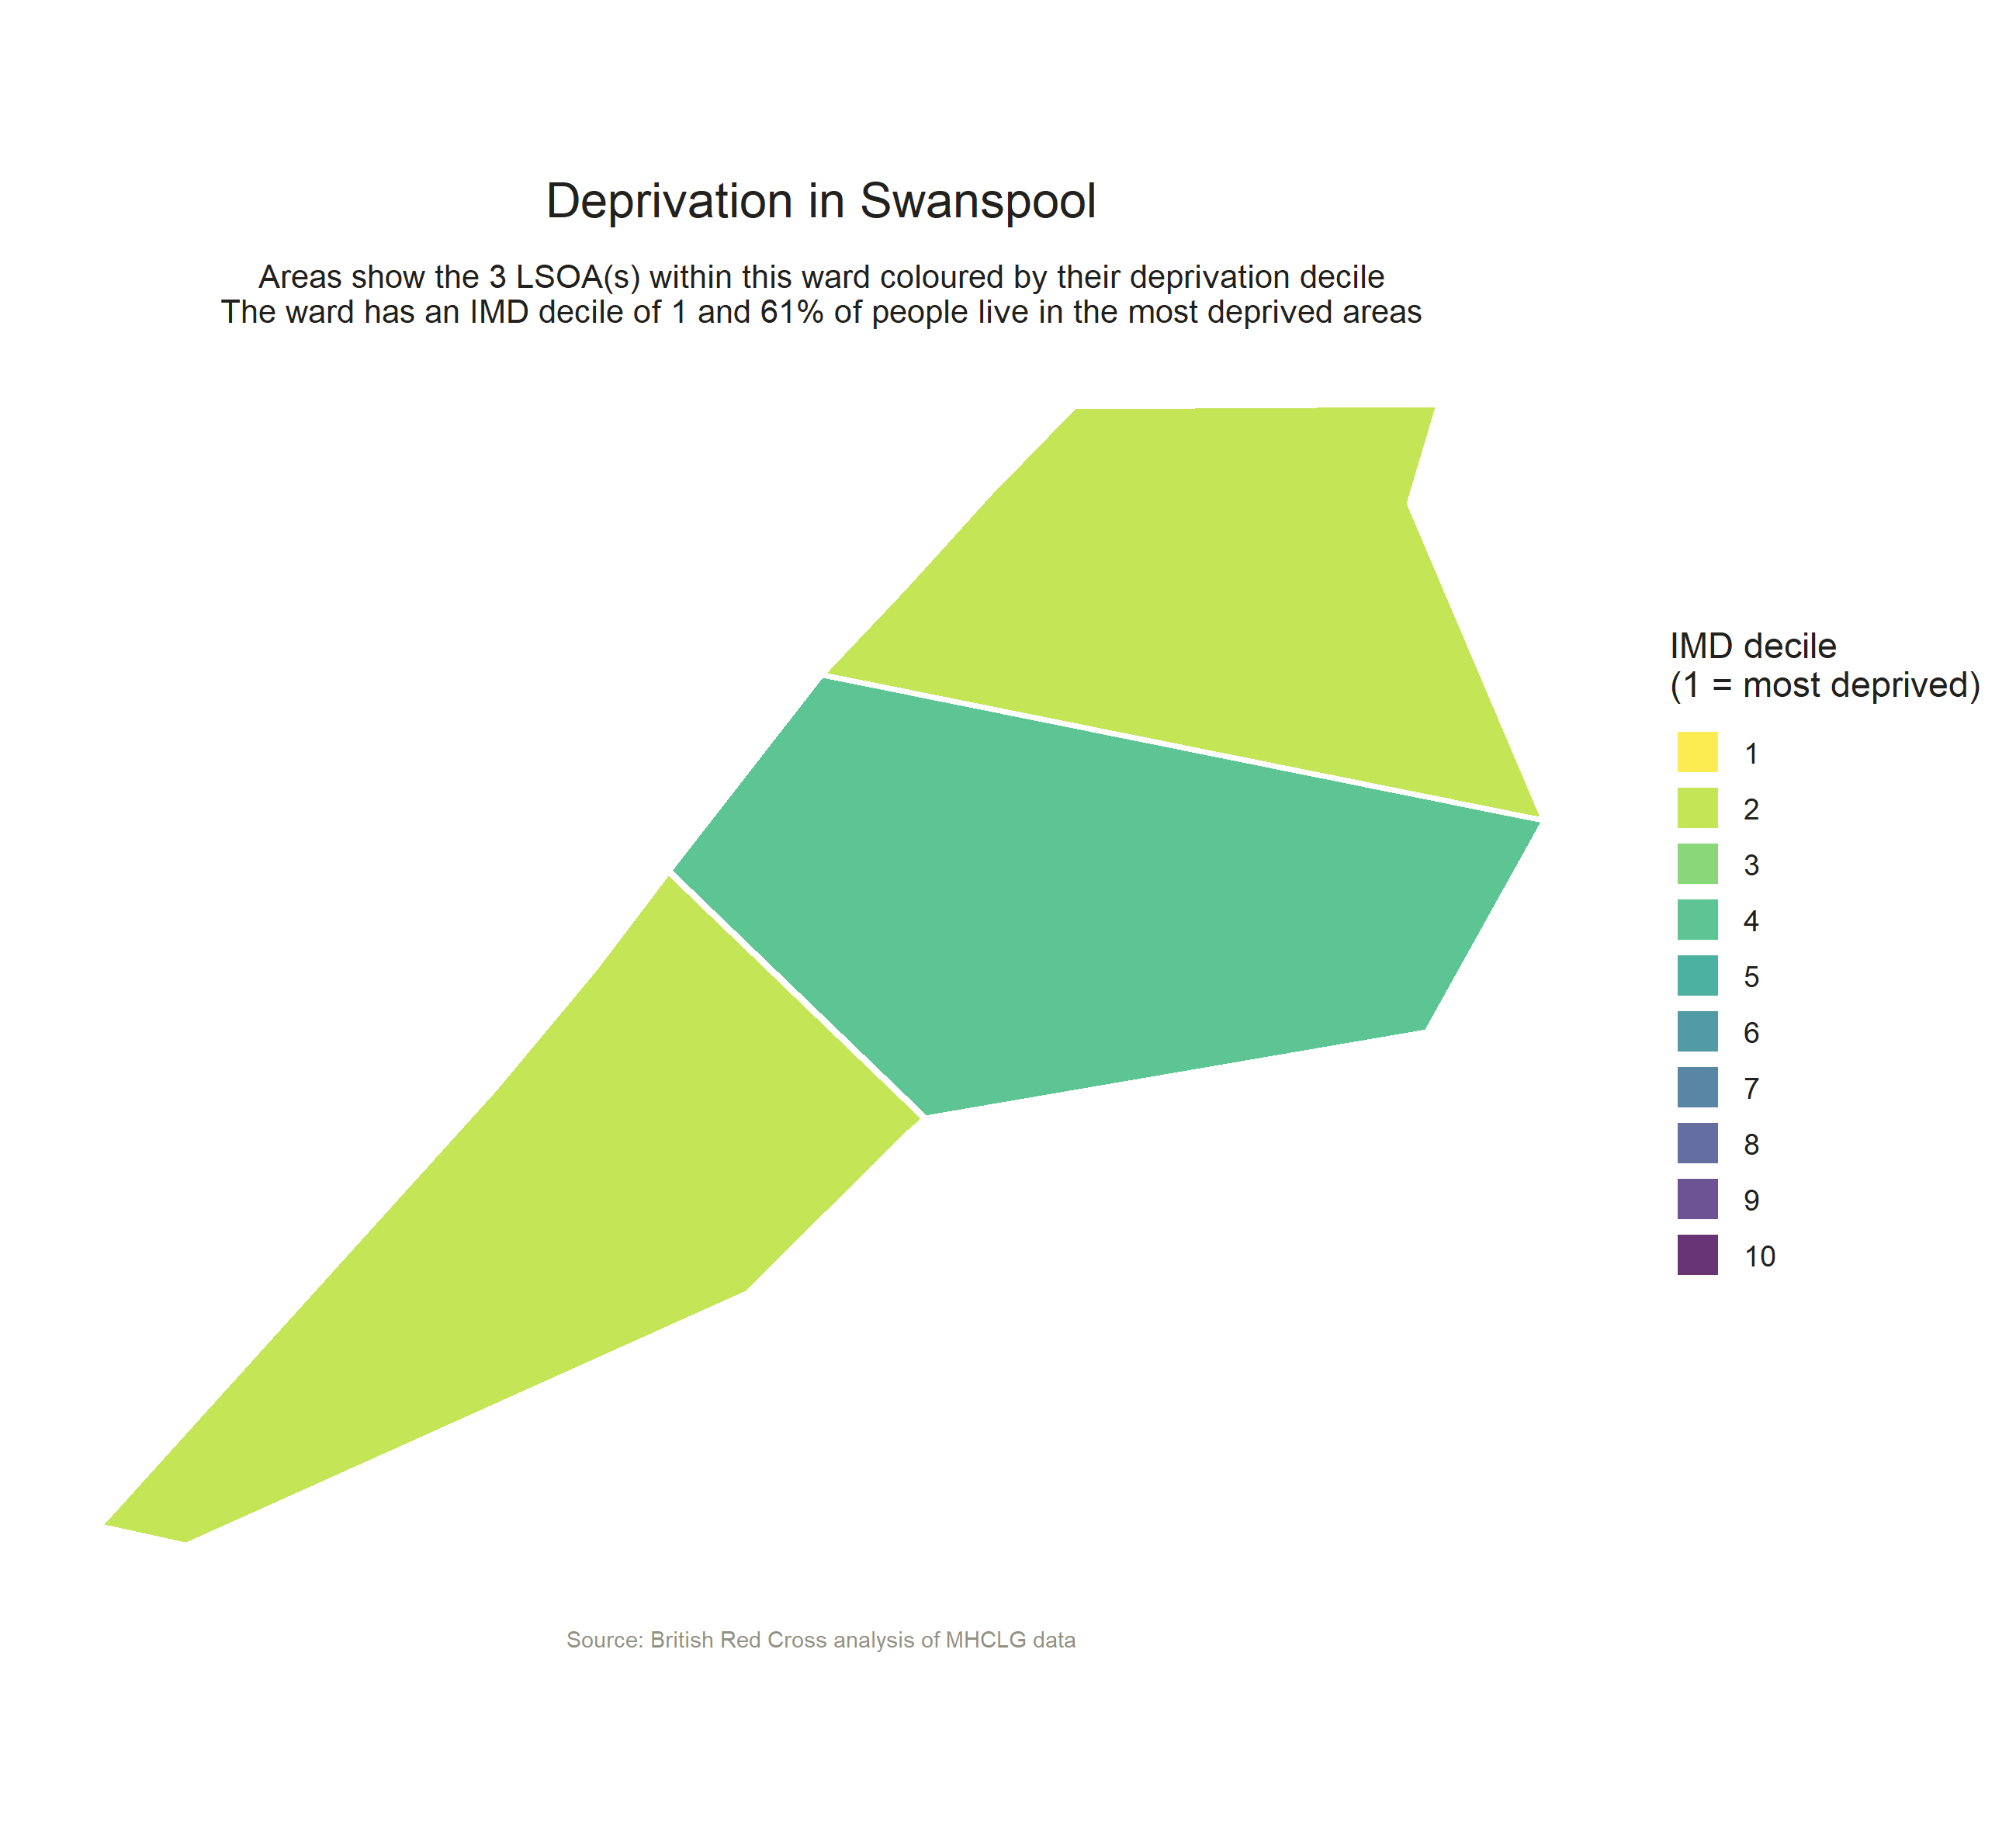 Deprivation in Swanspool
Areas show the 3 LSOA(s) within this ward coloured by their deprivation decile
The ward has an IMD decile of 1 and 61% of people live in the most deprived areas
IMD decile
(1 = most deprived)
1
2
3
4
5
6
7
8
9
10
Source: British Red Cross analysis of MHCLG data